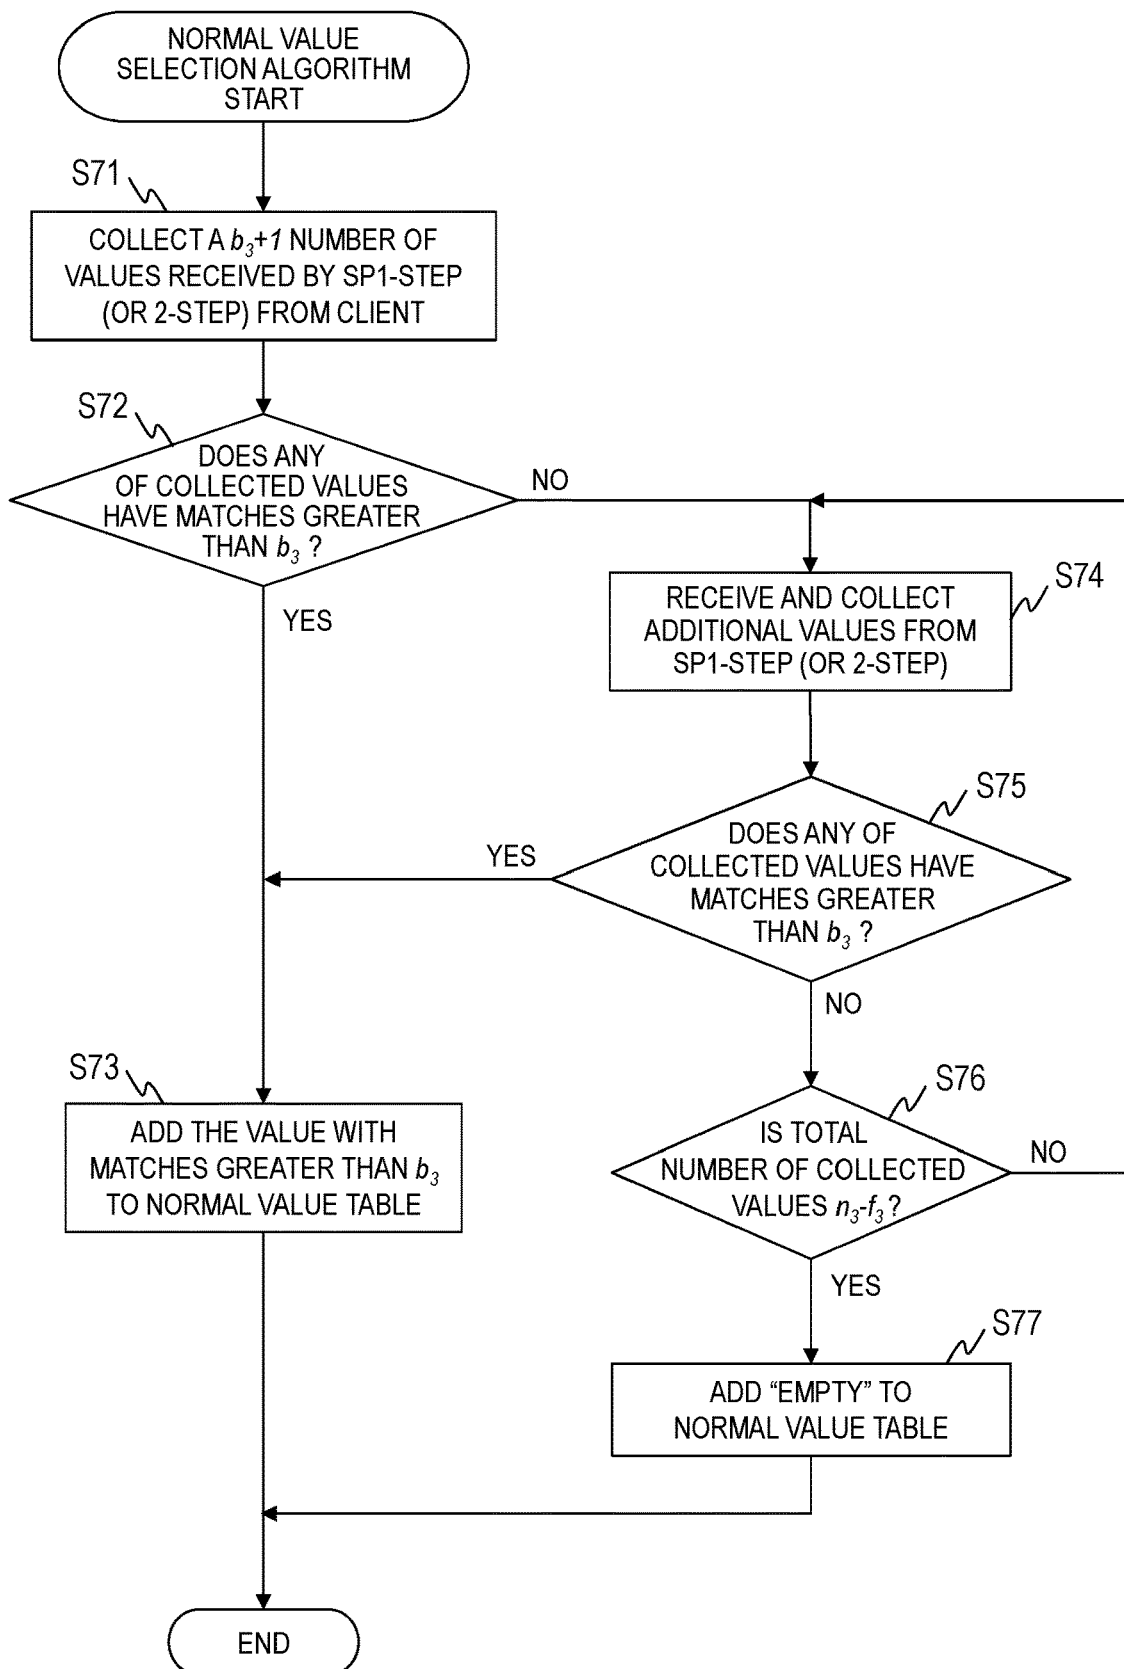 NORMAL VALUE
SELECTION ALGORITHM
START
S71
COLLECT A b₃+1 NUMBER OF
VALUES RECEIVED BY SP1-STEP
(OR 2-STEP) FROM CLIENT
S72
DOES ANY
OF COLLECTED VALUES
HAVE MATCHES GREATER
THAN b₃ ?
NO
YES
S74
RECEIVE AND COLLECT
ADDITIONAL VALUES FROM
SP1-STEP (OR 2-STEP)
S75
DOES ANY OF
COLLECTED VALUES HAVE
MATCHES GREATER
THAN b₃ ?
YES
NO
S73
ADD THE VALUE WITH
MATCHES GREATER THAN b₃
TO NORMAL VALUE TABLE
S76
IS TOTAL
NUMBER OF COLLECTED
VALUES n₃-f₃?
NO
YES
S77
ADD “EMPTY” TO
NORMAL VALUE TABLE
END